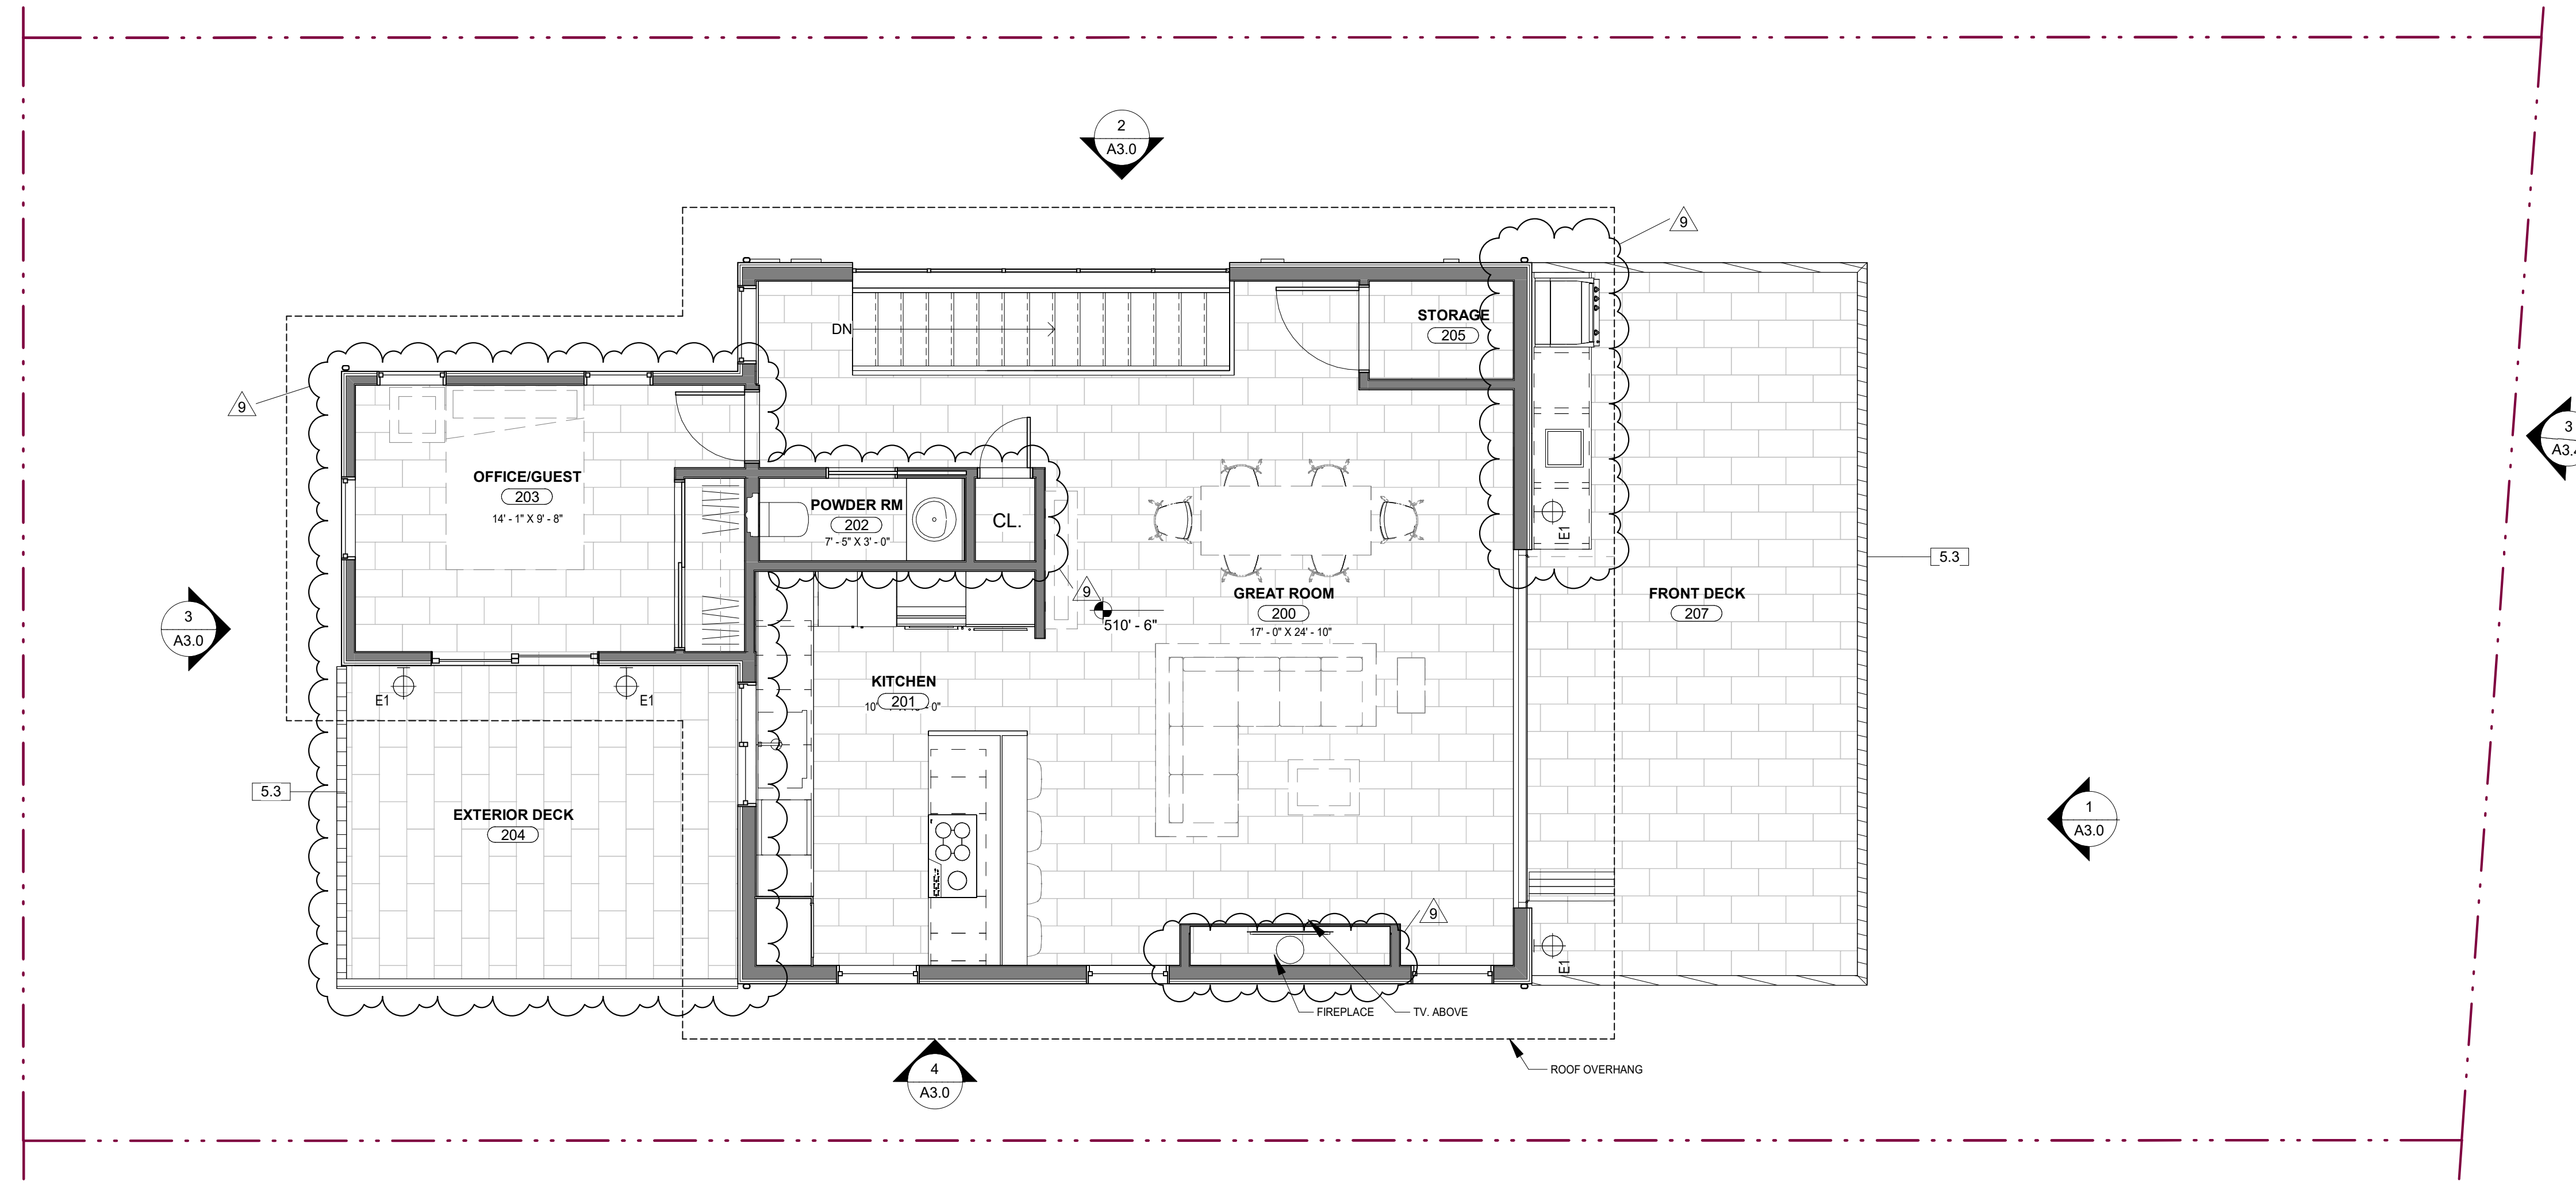 2
A3.0
9
STORAGE
205
DN
9
3
A3.
OFFICE/GUEST
203
14' - 1" X 9' - 8"
POWDER RM
202
7' - 5" X 3' - 0"
CL.
E1
5.3
9
GREAT ROOM
200
17' - 0" X 24' - 10"
FRONT DECK
207
3
A3.0
510' - 6"
KITCHEN
201
10' - 0"
E1
E1
5.3
EXTERIOR DECK
204
1
A3.0
9
E1
FIREPLACE
TV. ABOVE
4
A3.0
ROOF OVERHANG